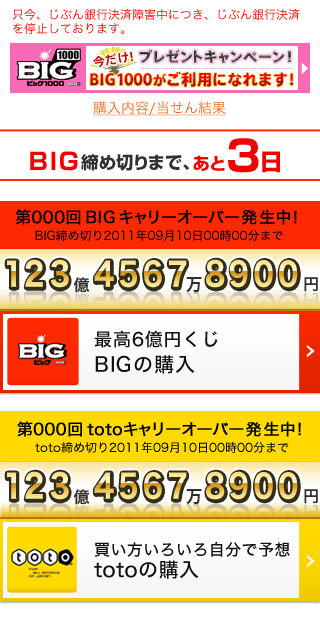 只今、じぶん銀行決済障害中につき、じぶん銀行決済
を停止しております。
BIG 1000
ビッグ1000
今だけ!プレゼントキャンペーン!
BIG1000がご利用になれます!
購入内容/当せん結果
BIG締め切りまで、あと3日
第000回 BIGキャリーオーバー発生中!
BIG締め切り2011年09月10日00時00分まで
123億4567万8900円
BIG
ビッグ
最高6億円くじ
BIGの購入
第000回 totoキャリーオーバー発生中!
toto締め切り2011年09月10日00時00分まで
123億4567万8900円
toto
FOR
ALL SPORTS
OF JAPAN
買い方いろいろ自分で予想
totoの購入